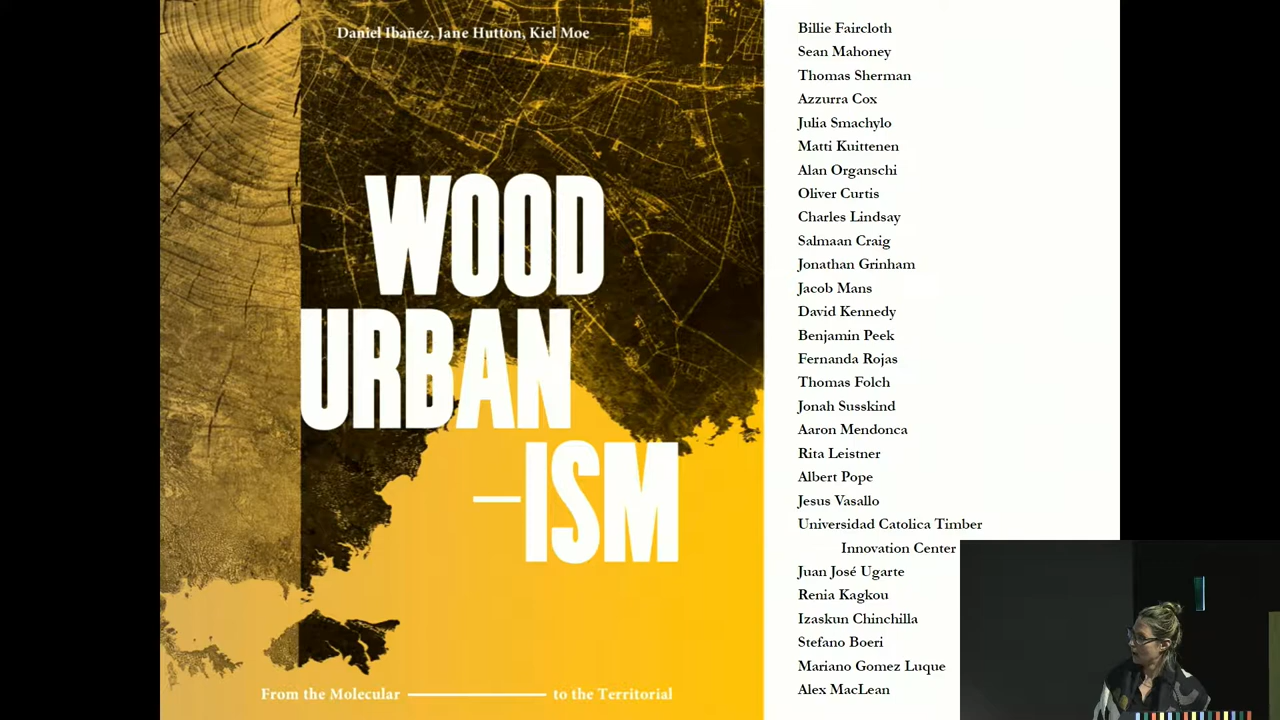 Daniel Ibañez, Jane Hutton, Kiel Moe
WOOD
URBAN
—ISM
From the Molecular ——— to the Territorial
Billie Faircloth
Sean Mahoney
Thomas Sherman
Azzurra Cox
Julia Smachylo
Matti Kuittenen
Alan Organschi
Oliver Curtis
Charles Lindsay
Salmaan Craig
Jonathan Grinham
Jacob Mans
David Kennedy
Benjamin Peek
Fernanda Rojas
Thomas Folch
Jonah Susskind
Aaron Mendonca
Rita Leistner
Albert Pope
Jesus Vasallo
Universidad Catolica Timber
Innovation Center
Juan José Ugarte
Renia Kagkou
Izaskun Chinchilla
Stefano Boeri
Mariano Gomez Luque
Alex MacLean